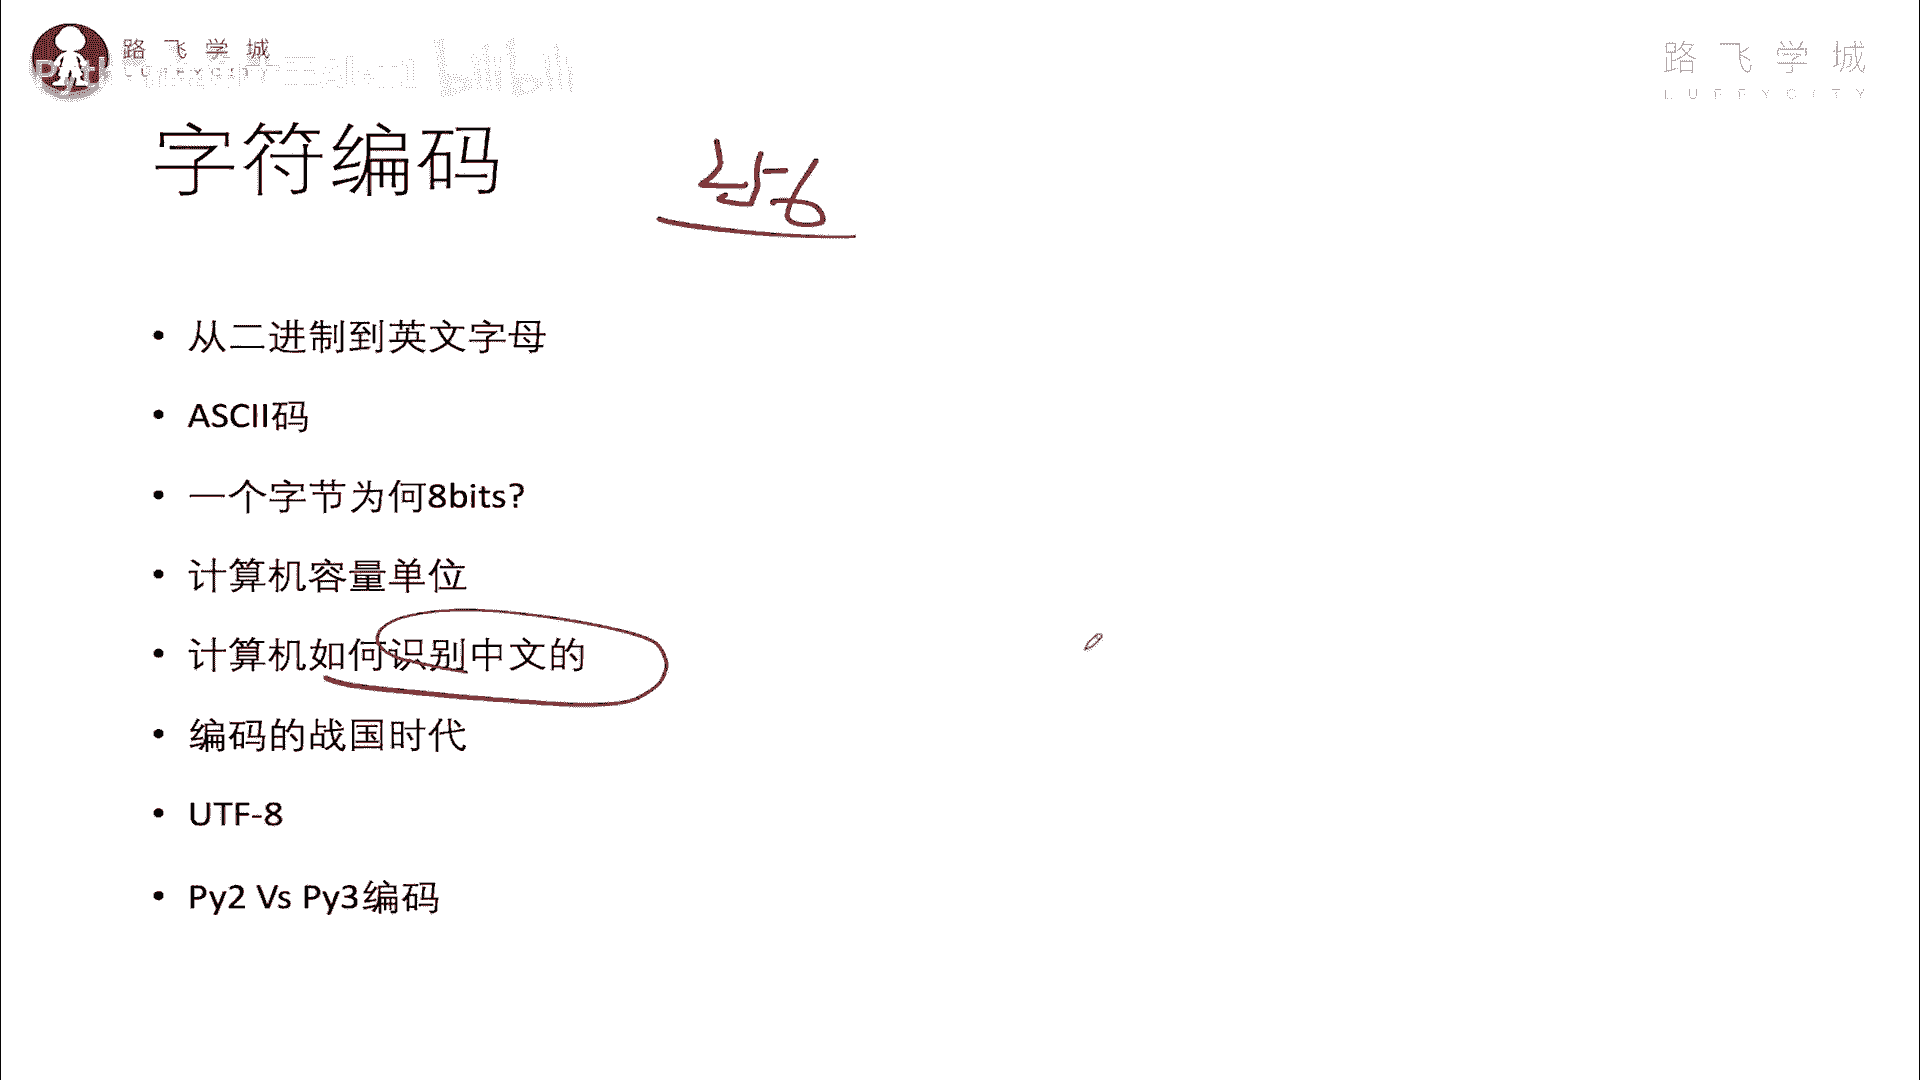 路飞学城
路飞学城
LUFFYCITY
字符编码
256
• 从二进制到英文字母
• ASCII码
• 一个字节为何8bits?
• 计算机容量单位
• 计算机如何识别中文的
• 编码的战国时代
• UTF-8
• Py2 Vs Py3编码